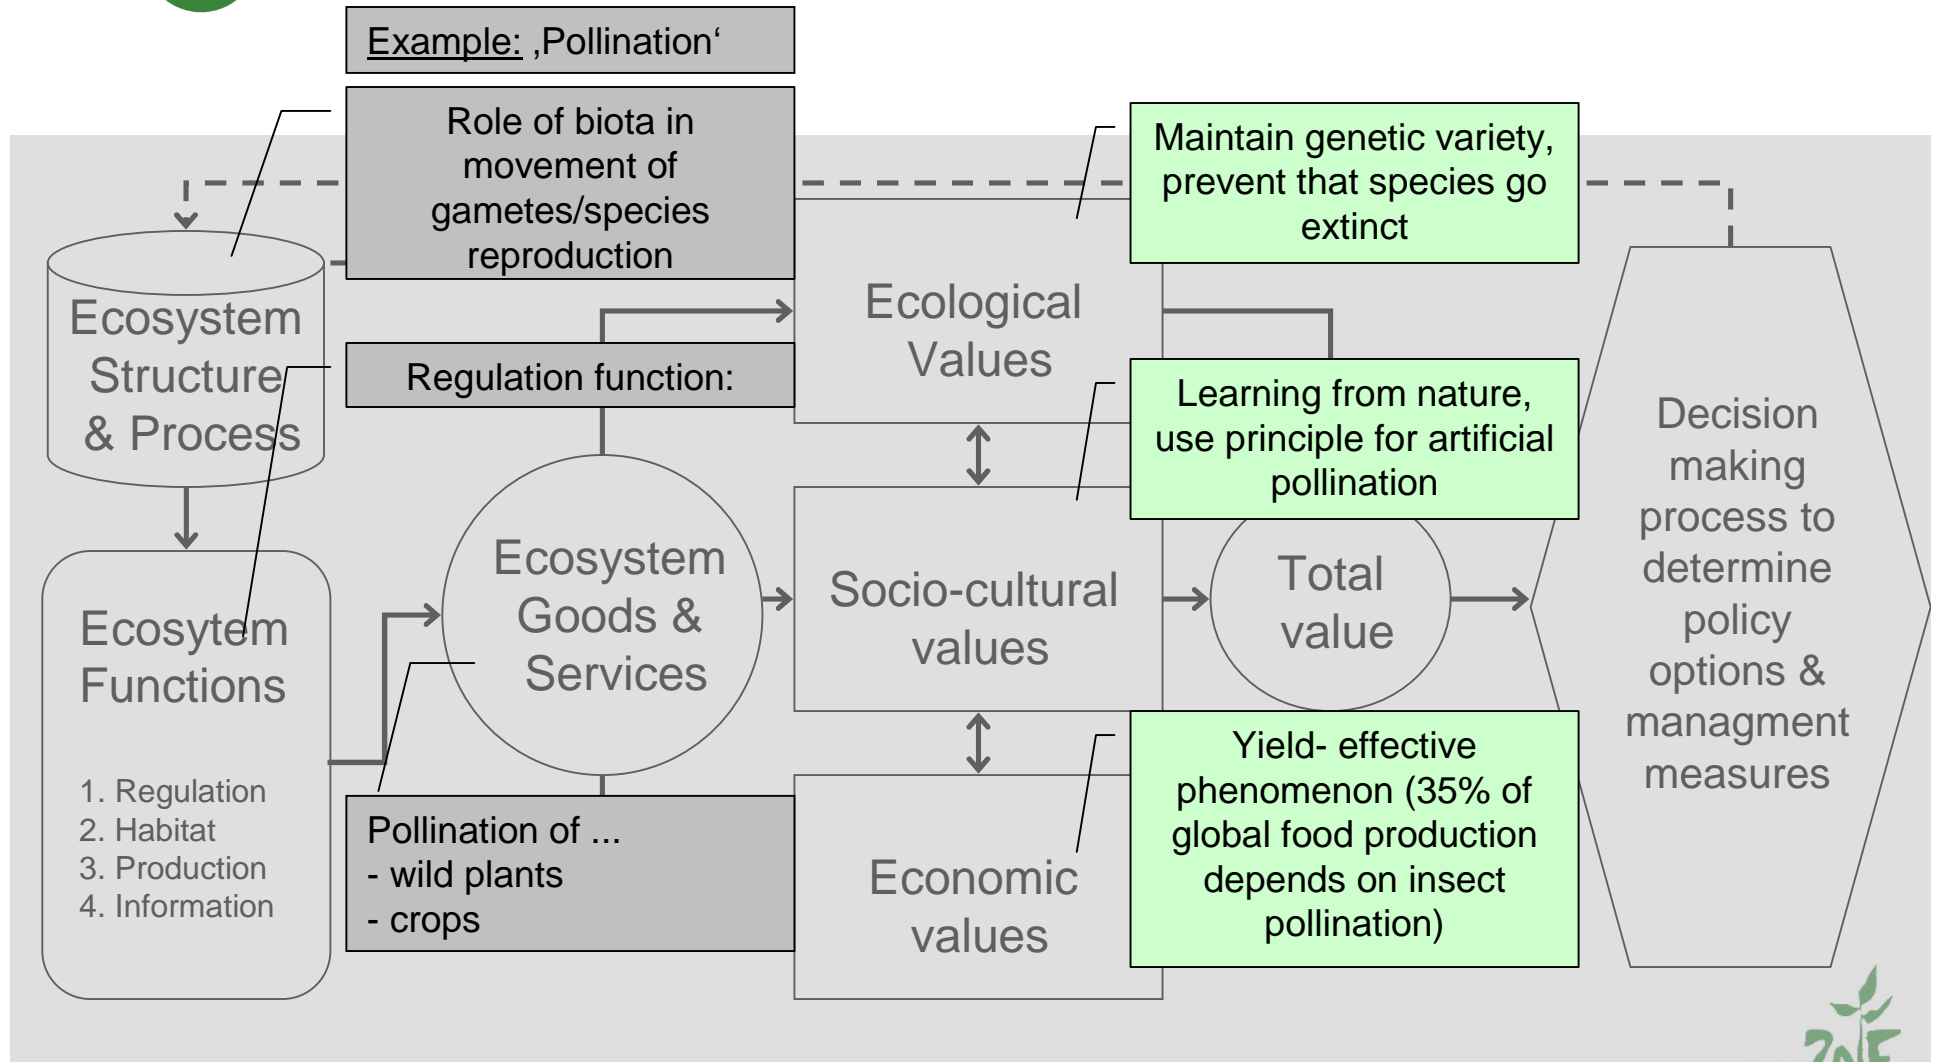 Example: ‚Pollination‘
Role of biota in
movement of
gametes/species
reproduction
Maintain genetic variety,
prevent that species go
extinct
Ecosystem
Structure
& Process
Regulation function:
Ecological
Values
Learning from nature,
use principle for artificial
pollination
Decision
making
process to
determine
policy
options &
managment
measures
Ecosytem
Functions
1. Regulation
2. Habitat
3. Production
4. Information
Ecosystem
Goods &
Services
Socio-cultural
values
Total
value
Pollination of ...
- wild plants
- crops
Economic
values
Yield- effective
phenomenon (35% of
global food production
depends on insect
pollination)